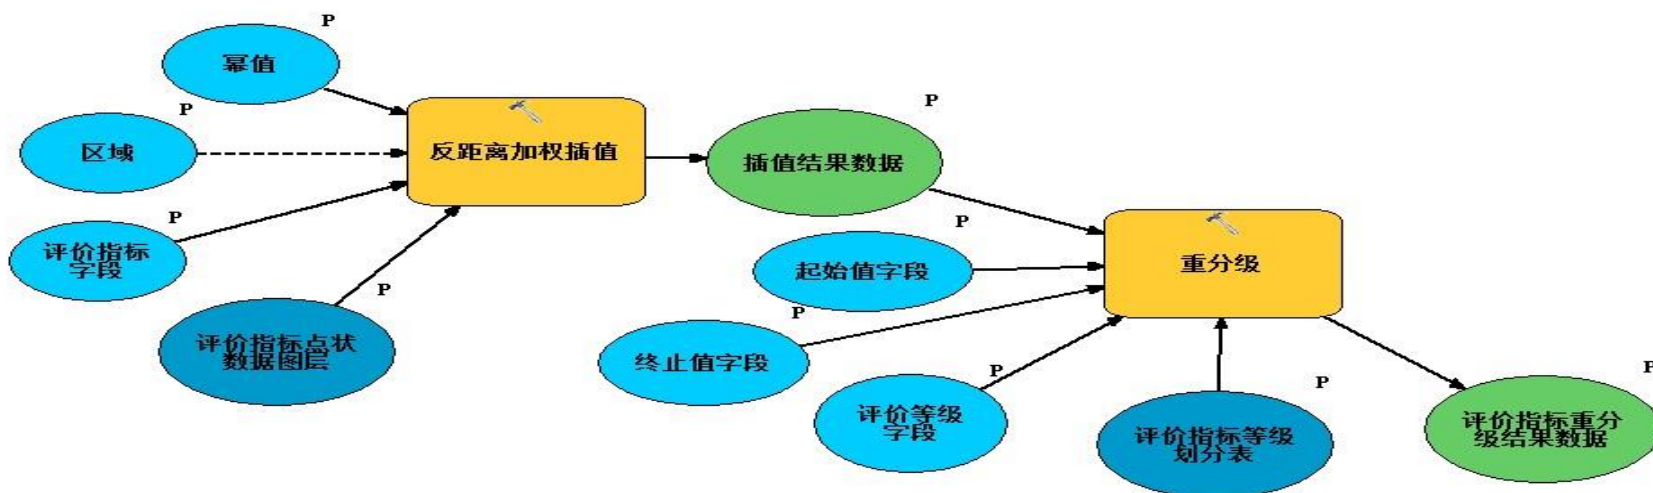 P
幂值
P
区域
反距离加权插值
P
评价指标
字段
P
评价指标点状
数据图层
P
插值结果数据
P
起始值字段
P
终止值字段
P
评价等级
字段
重分级
P
评价指标等级
划分表
P
评价指标重分
级结果数据